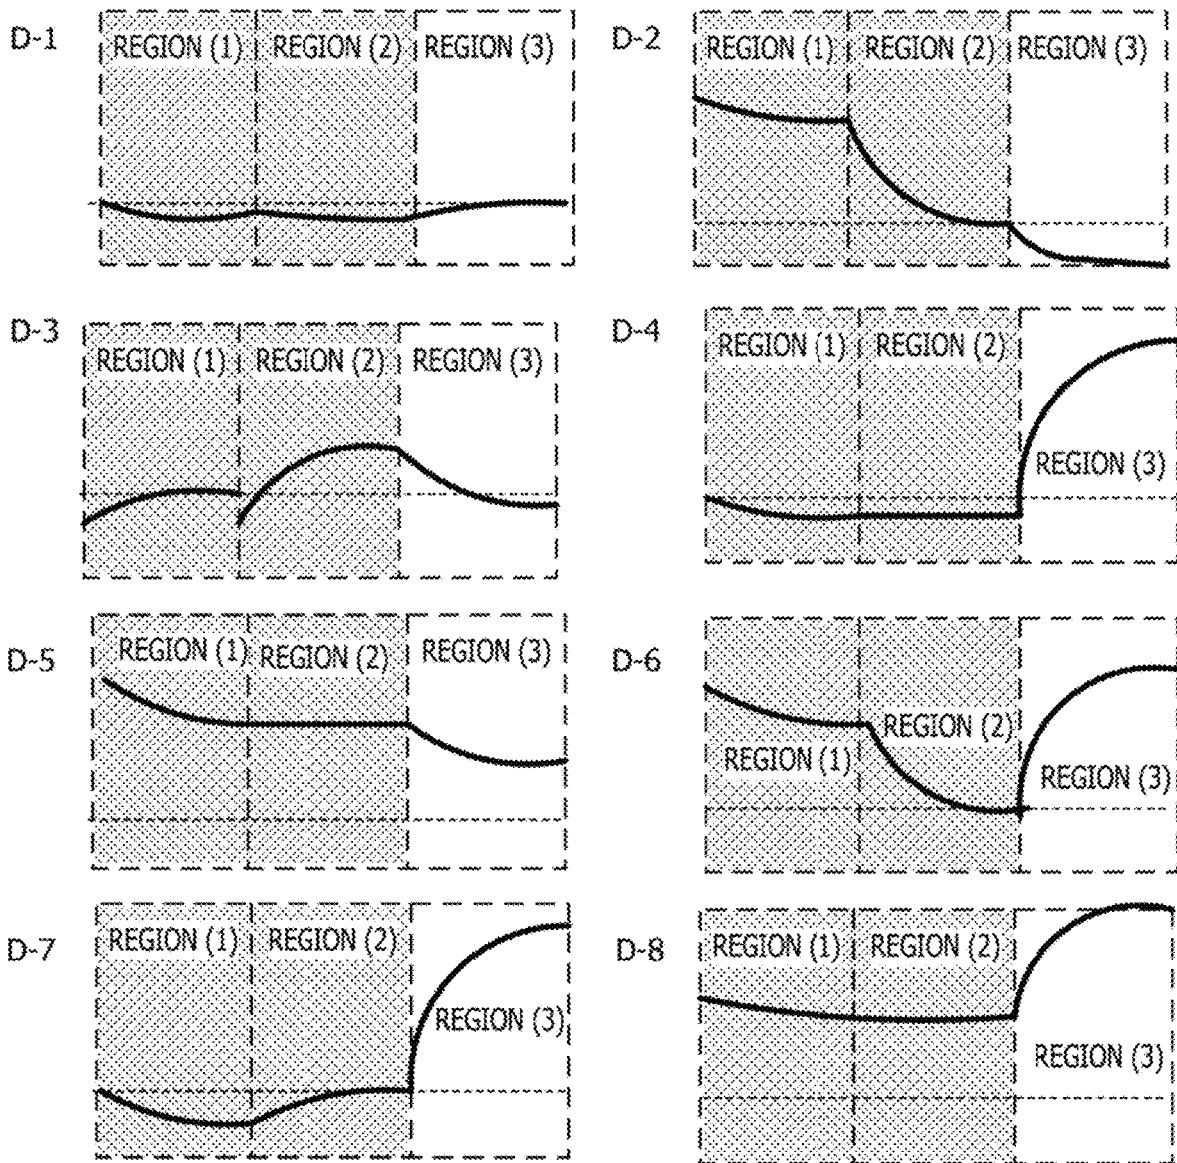 D-1
REGION (1) REGION (2) REGION (3)
D-2
REGION (1) REGION (2) REGION (3)
D-3
REGION (1) REGION (2) REGION (3)
D-4
REGION (1) REGION (2)
REGION (3)
D-5
REGION (1) REGION (2) REGION (3)
D-6
REGION (2)
REGION (1)
REGION (3)
D-7
REGION (1) REGION (2)
REGION (3)
D-8
REGION (1) REGION (2)
REGION (3)